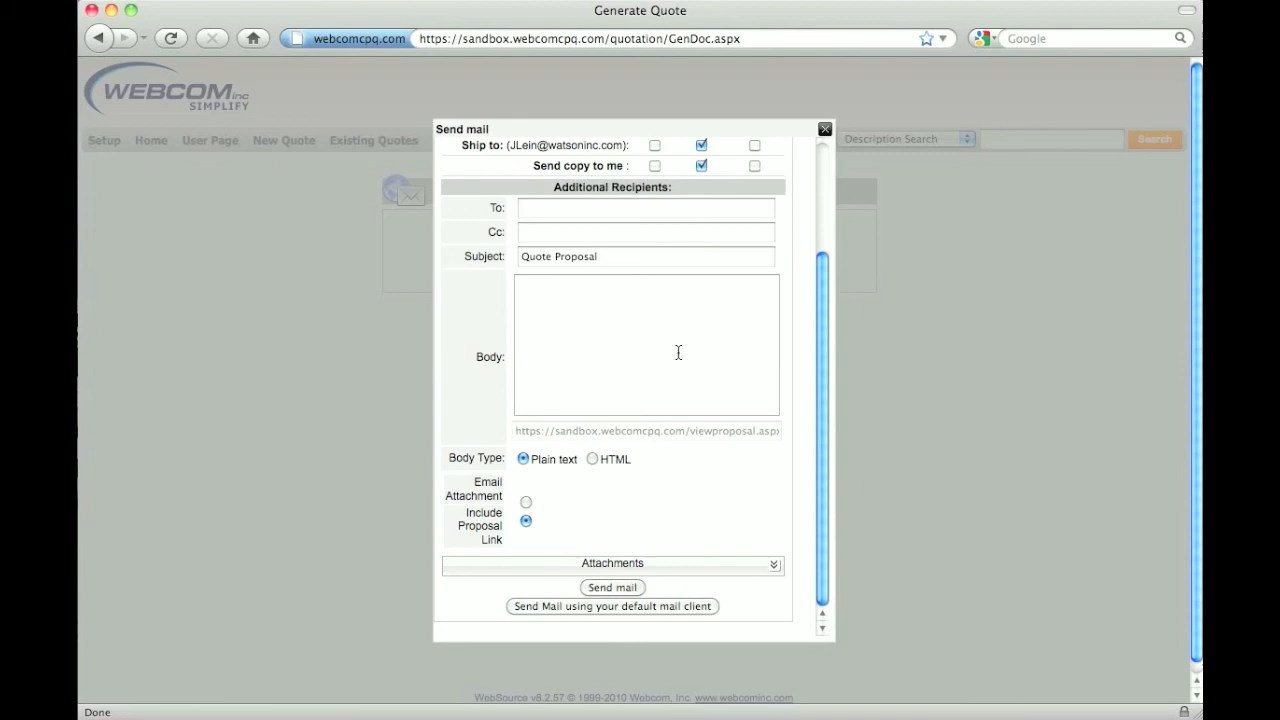 Generate Quote
webcomcpq.com
https://sandbox.webcomcpq.com/quotation/GenDoc.aspx
Google
WEBCOM inc
SIMPLIFY
Setup Home User Page New Quote Existing Quotes
Description Search
Search
Send mail
Ship to: (JLein@watsoninc.com):
Send copy to me :
Additional Recipients:
To:
Cc:
Subject: Quote Proposal
Body:
https://sandbox.webcomcpq.com/viewproposal.asp
Body Type: Plain text HTML
Email
Attachment
Include
Proposal
Link
Attachments
Send mail
Send Mail using your default mail client
WebSource v8.2.57 © 1999-2010 Webcom, Inc. www.webcominc.com
Done